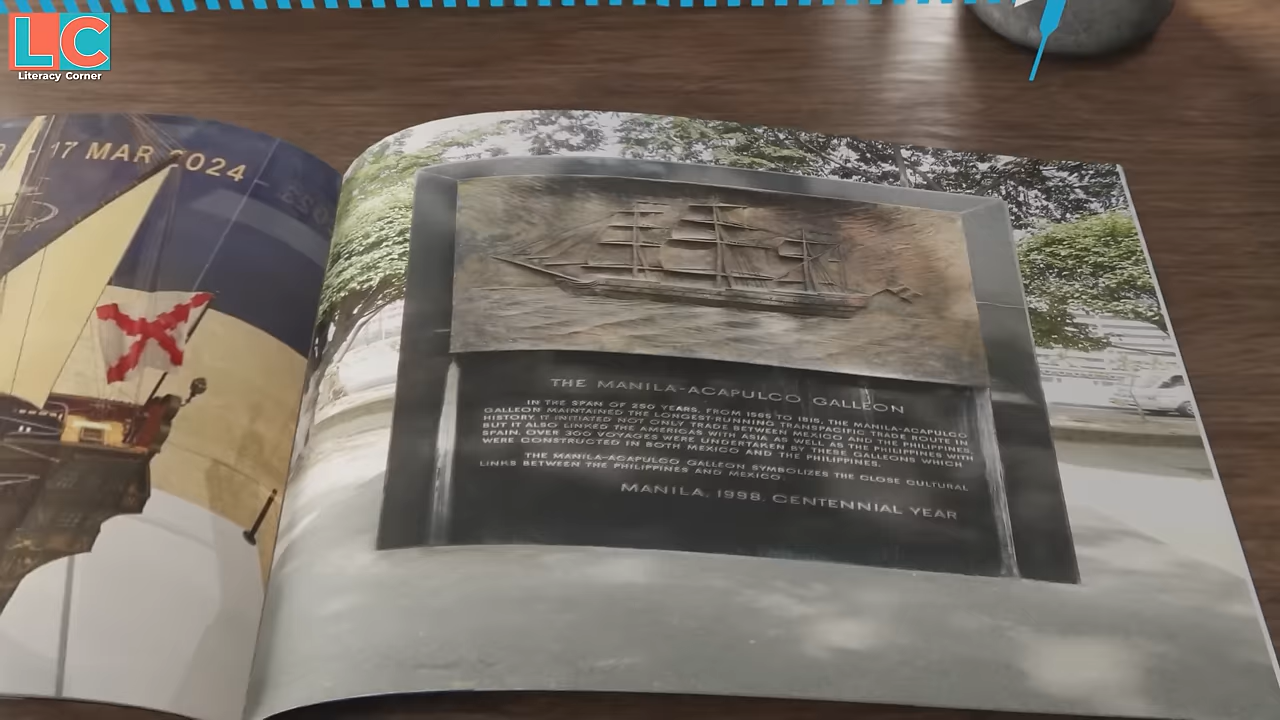 LC
Literacy Corner
17 MAR 2024
THE MANILA-ACAPULCO GALLEON
IN THE SPAN OF 250 YEARS, FROM 1565 TO 1815, THE MANILA-ACAPULCO
GALLEON MAINTAINED THE LONGEST-RUNNING TRANSPACIFIC TRADE ROUTE IN
HISTORY. IT INITIATED NOT ONLY TRADE BETWEEN MEXICO AND THE PHILIPPINES,
BUT IT ALSO LINKED THE AMERICAS WITH ASIA AS WELL AS THE PHILIPPINES WITH
SPAIN. OVER 200 VOYAGES WERE UNDERTAKEN BY THESE GALLEONS WHICH
WERE CONSTRUCTED IN BOTH MEXICO AND THE PHILIPPINES.
THE MANILA-ACAPULCO GALLEON SYMBOLIZES THE CLOSE CULTURAL
LINKS BETWEEN THE PHILIPPINES AND MEXICO.
MANILA, 1998. CENTENNIAL YEAR